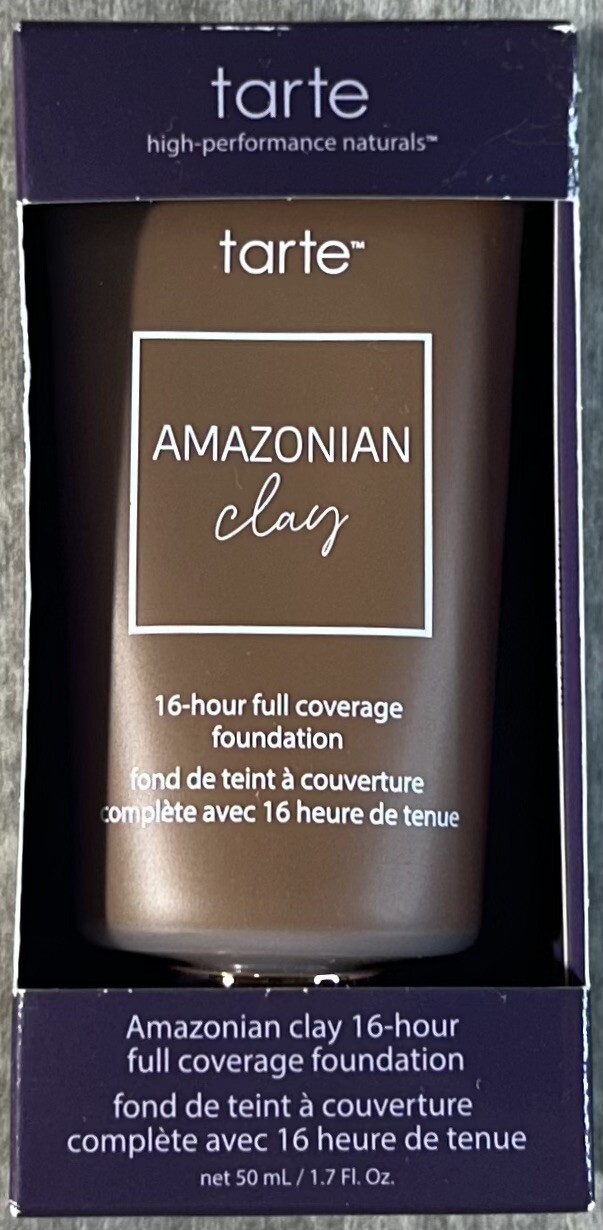 tarte
high-performance naturals™
tarte™
AMAZONIAN
clay
16-hour full coverage
foundation
fond de teint à couverture
complète avec 16 heure de tenue
Amazonian clay 16-hour
full coverage foundation
fond de teint à couverture
complète avec 16 heure de tenue
net 50 mL / 1.7 Fl. Oz.